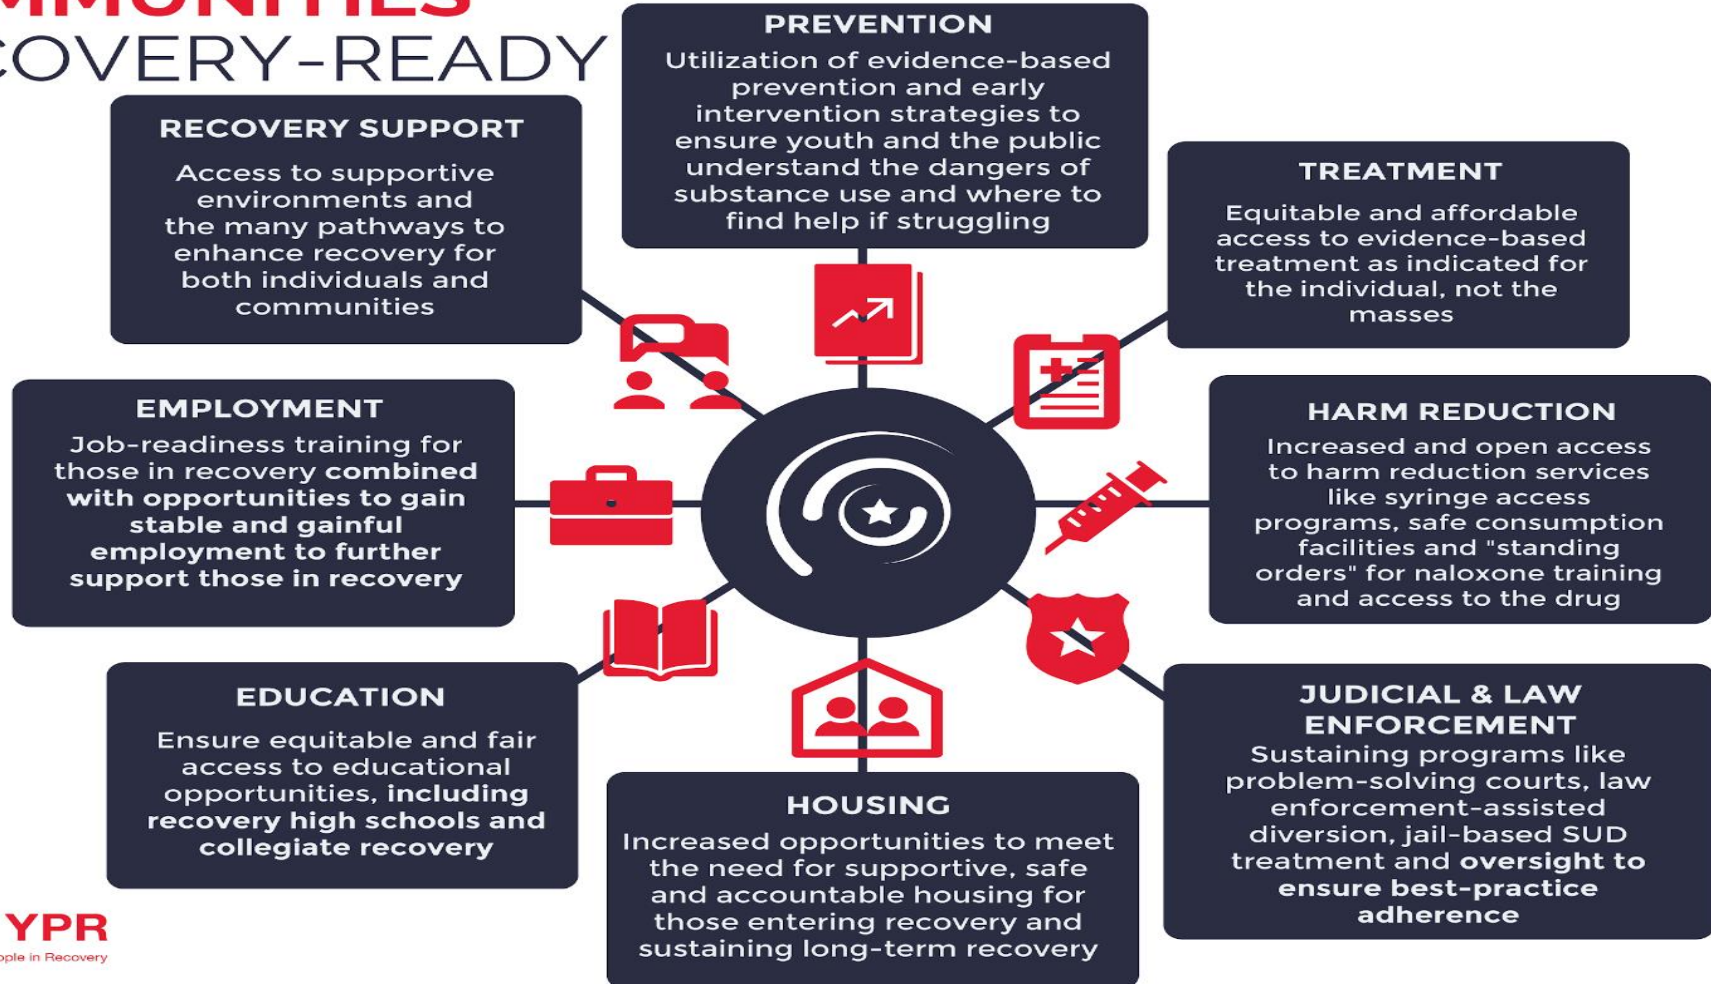 MMUNITIES
COVERY-READY
PREVENTION
Utilization of evidence-based
prevention and early
intervention strategies to
ensure youth and the public
understand the dangers of
substance use and where to
find help if struggling
RECOVERY SUPPORT
Access to supportive
environments and
the many pathways to
enhance recovery for
both individuals and
communities
TREATMENT
Equitable and affordable
access to evidence-based
treatment as indicated for
the individual, not the
masses
EMPLOYMENT
Job-readiness training for
those in recovery combined
with opportunities to gain
stable and gainful
employment to further
support those in recovery
HARM REDUCTION
Increased and open access
to harm reduction services
like syringe access
programs, safe consumption
facilities and "standing
orders" for naloxone training
and access to the drug
EDUCATION
Ensure equitable and fair
access to educational
opportunities, including
recovery high schools and
collegiate recovery
JUDICIAL & LAW
ENFORCEMENT
Sustaining programs like
problem-solving courts, law
enforcement-assisted
diversion, jail-based SUD
treatment and oversight to
ensure best-practice
adherence
HOUSING
Increased opportunities to meet
the need for supportive, safe
and accountable housing for
those entering recovery and
sustaining long-term recovery
YPR
ople in Recovery